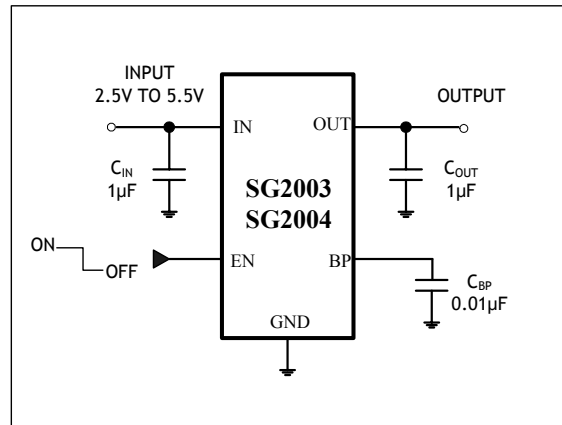 INPUT
2.5V TO 5.5V
OUTPUT
IN
OUT
CIN
1µF
COUT
1µF
SG2003
SG2004
ON
OFF
EN
BP
CBP
0.01µF
GND